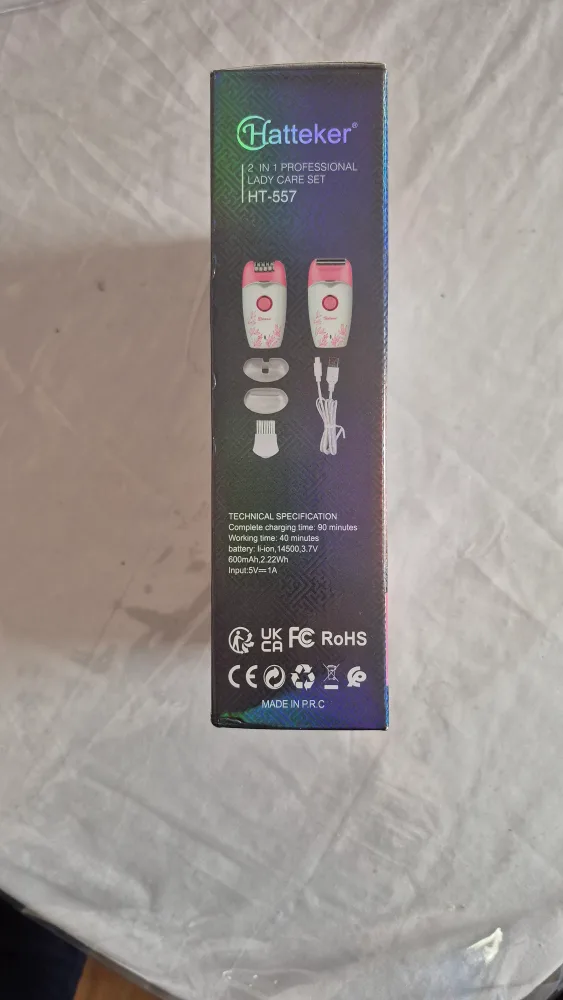 Hatteker®
2 IN 1 PROFESSIONAL
LADY CARE SET
HT-557
TECHNICAL SPECIFICATION
Complete charging time: 90 minutes
Working time: 40 minutes
battery: li-ion,14500,3.7V
600mAh,2.22Wh
Input:5V⎓1A
UK
CA
FC
RoHS
CE
MADE IN P.R.C